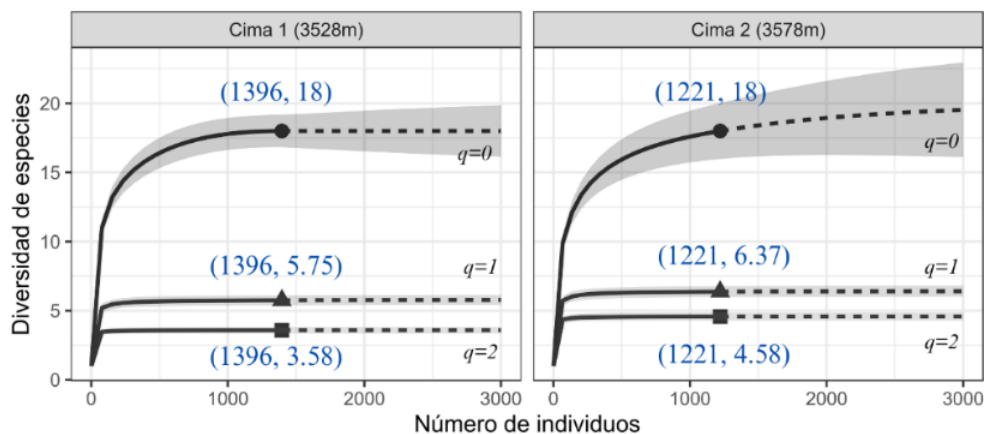 Cima 1 (3528m)
Cima 2 (3578m)
Diversidad de especies
20
15
10
5
0
(1396, 18)
q=0
(1396, 5.75)
q=1
(1396, 3.58)
q=2
(1221, 18)
q=0
(1221, 6.37)
q=1
(1221, 4.58)
q=2
0 1000 2000 3000
0 1000 2000 3000
Número de individuos